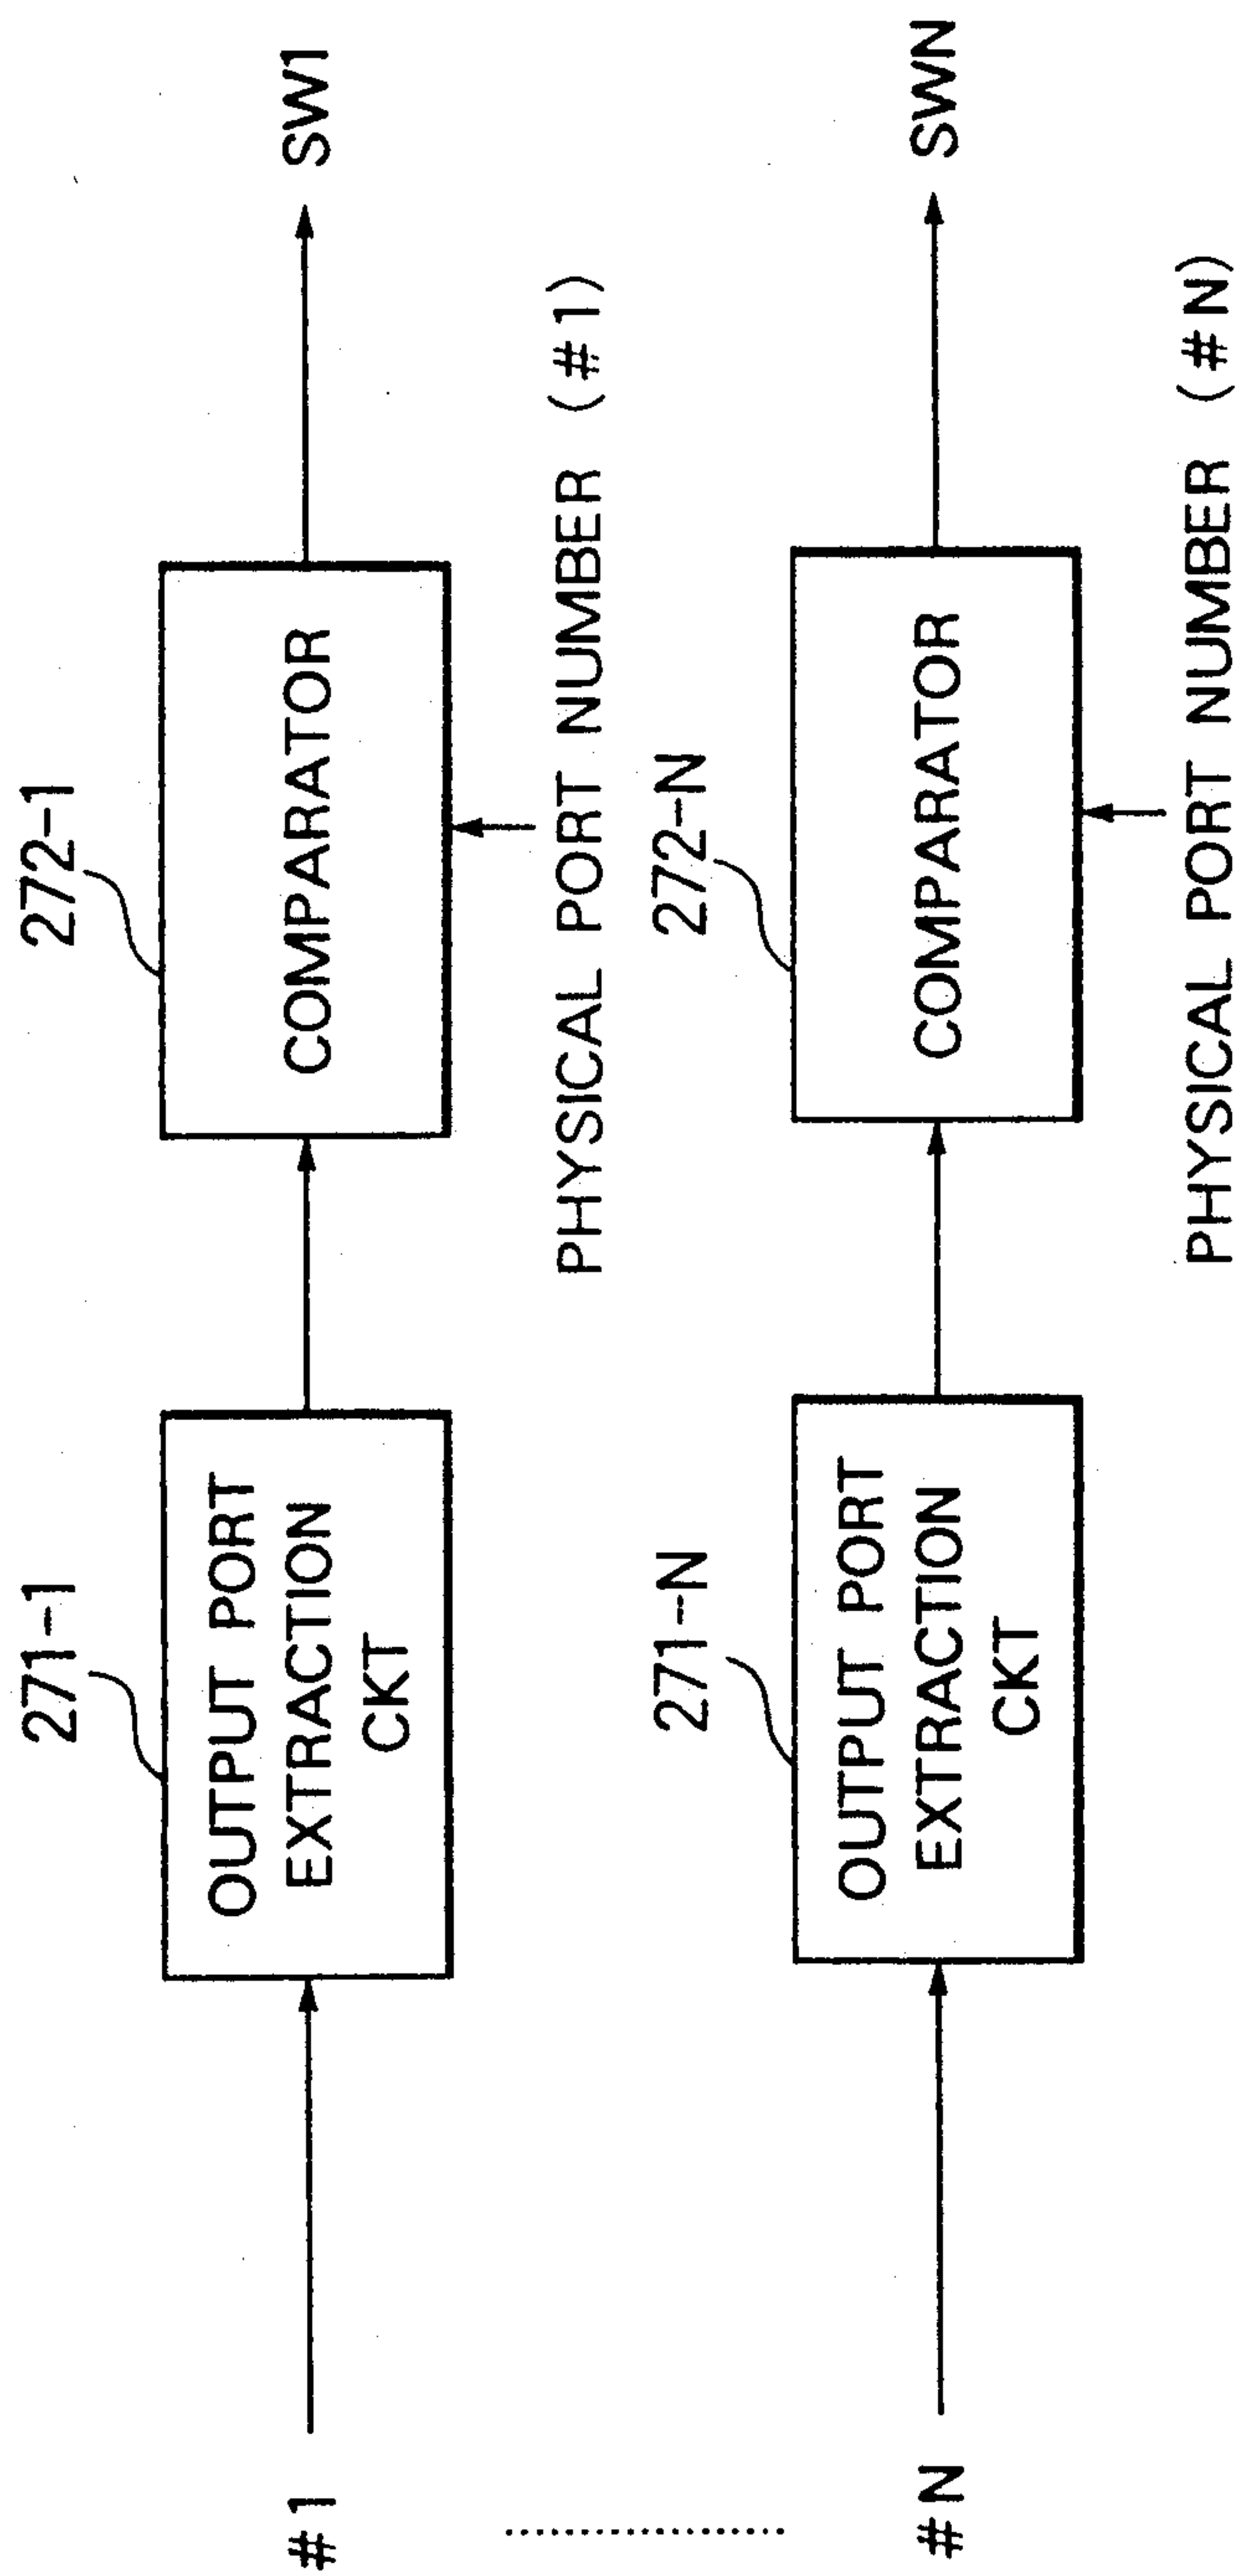 271-1
272-1
#1
OUTPUT PORT
EXTRACTION
CKT
COMPARATOR
SW1
PHYSICAL PORT NUMBER (#1)
271-N
272-N
#N
OUTPUT PORT
EXTRACTION
CKT
COMPARATOR
SWN
PHYSICAL PORT NUMBER (#N)